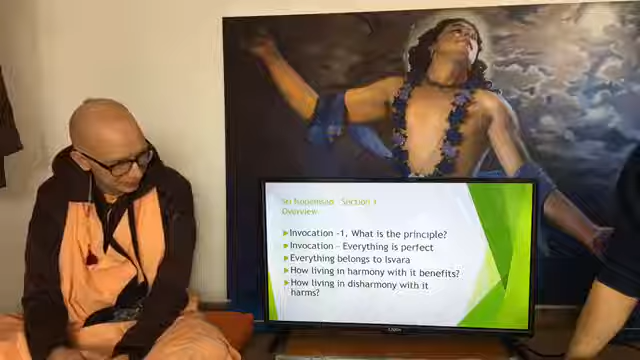 Sri Isopanisad - Section 1
Overview
Invocation -1, What is the principle?
Invocation - Everything is perfect
Everything belongs to Isvara
How living in harmony with it benefits?
How living in disharmony with it
harms?